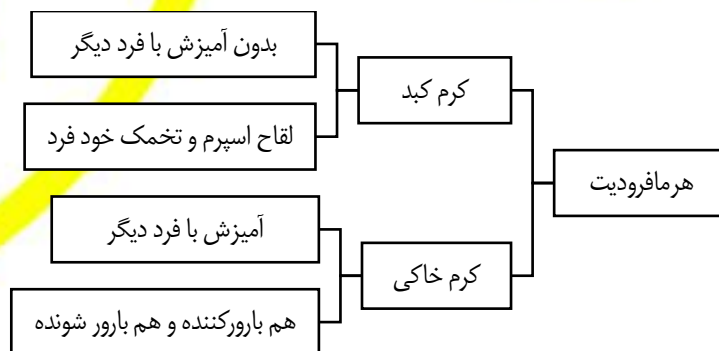 هرمافرودیت
کرم کبد
بدون آمیزش با فرد دیگر
لقاح اسپرم و تخمک خود فرد
کرم خاکی
آمیزش با فرد دیگر
هم بارورکننده و هم بارور شونده